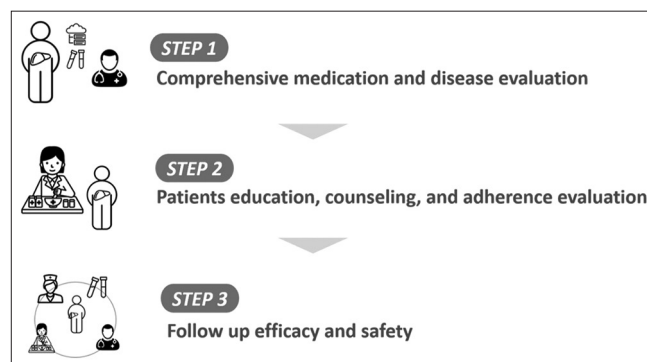 STEP 1
Comprehensive medication and disease evaluation
STEP 2
Patients education, counseling, and adherence evaluation
STEP 3
Follow up efficacy and safety